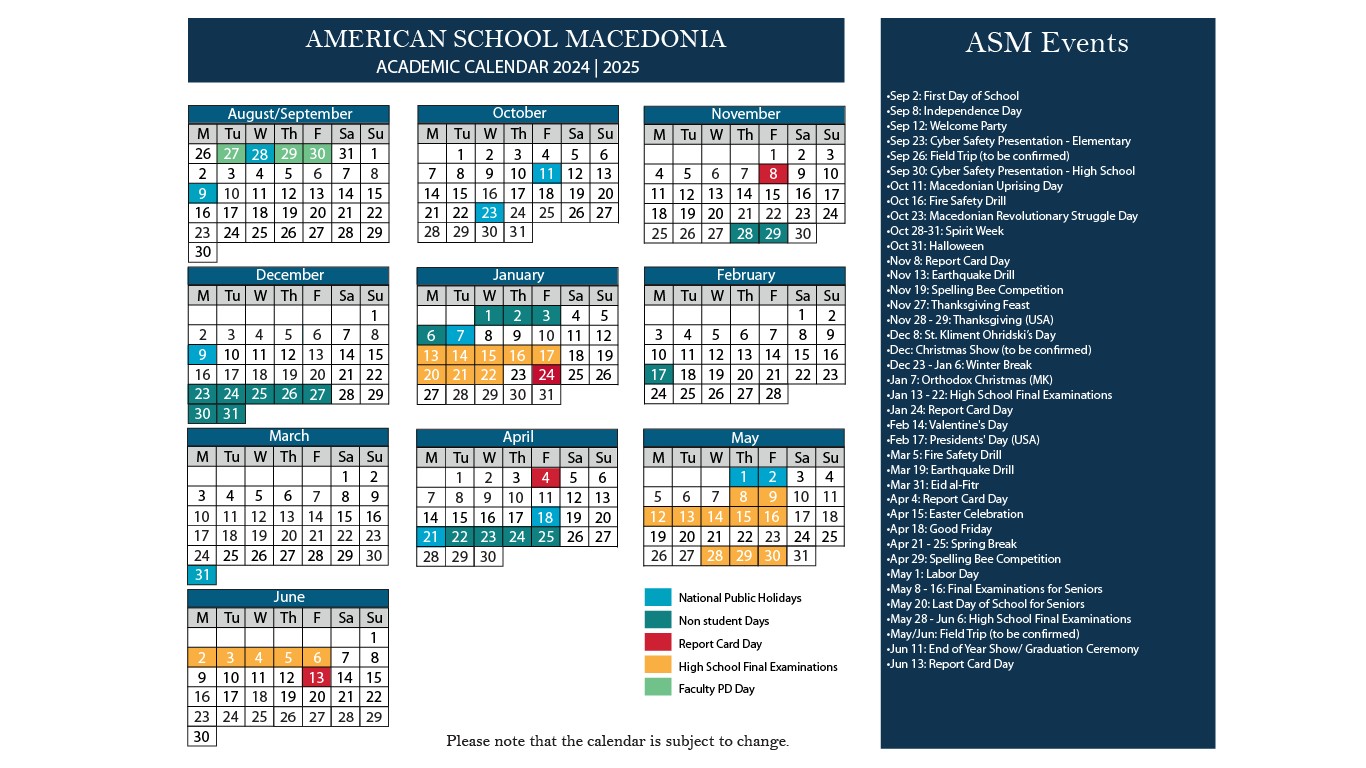 AMERICAN SCHOOL MACEDONIA
ACADEMIC CALENDAR 2024 | 2025
August/September
M Tu W Th F Sa Su
26 27 28 29 30 31 1
2 3 4 5 6 7 8
9 10 11 12 13 14 15
16 17 18 19 20 21 22
23 24 25 26 27 28 29
30
October
M Tu W Th F Sa Su
1 2 3 4 5 6
7 8 9 10 11 12 13
14 15 16 17 18 19 20
21 22 23 24 25 26 27
28 29 30 31
November
M Tu W Th F Sa Su
1 2 3
4 5 6 7 8 9 10
11 12 13 14 15 16 17
18 19 20 21 22 23 24
25 26 27 28 29 30
December
M Tu W Th F Sa Su
1
2 3 4 5 6 7 8
9 10 11 12 13 14 15
16 17 18 19 20 21 22
23 24 25 26 27 28 29
30 31
January
M Tu W Th F Sa Su
1 2 3 4 5
6 7 8 9 10 11 12
13 14 15 16 17 18 19
20 21 22 23 24 25 26
27 28 29 30 31
February
M Tu W Th F Sa Su
1 2
3 4 5 6 7 8 9
10 11 12 13 14 15 16
17 18 19 20 21 22 23
24 25 26 27 28
March
M Tu W Th F Sa Su
1 2
3 4 5 6 7 8 9
10 11 12 13 14 15 16
17 18 19 20 21 22 23
24 25 26 27 28 29 30
31
April
M Tu W Th F Sa Su
1 2 3 4 5 6
7 8 9 10 11 12 13
14 15 16 17 18 19 20
21 22 23 24 25 26 27
28 29 30
May
M Tu W Th F Sa Su
1 2 3 4
5 6 7 8 9 10 11
12 13 14 15 16 17 18
19 20 21 22 23 24 25
26 27 28 29 30 31
June
M Tu W Th F Sa Su
1
2 3 4 5 6 7 8
9 10 11 12 13 14 15
16 17 18 19 20 21 22
23 24 25 26 27 28 29
30
National Public Holidays
Non student Days
Report Card Day
High School Final Examinations
Faculty PD Day
Please note that the calendar is subject to change.
ASM Events
•Sep 2: First Day of School
•Sep 8: Independence Day
•Sep 12: Welcome Party
•Sep 23: Cyber Safety Presentation - Elementary
•Sep 26: Field Trip (to be confirmed)
•Sep 30: Cyber Safety Presentation - High School
•Oct 11: Macedonian Uprising Day
•Oct 16: Fire Safety Drill
•Oct 23: Macedonian Revolutionary Struggle Day
•Oct 28-31: Spirit Week
•Oct 31: Halloween
•Nov 8: Report Card Day
•Nov 13: Earthquake Drill
•Nov 19: Spelling Bee Competition
•Nov 27: Thanksgiving Feast
•Nov 28 - 29: Thanksgiving (USA)
•Dec 8: St. Kliment Ohridski's Day
•Dec: Christmas Show (to be confirmed)
•Dec 23 - Jan 6: Winter Break
•Jan 7: Orthodox Christmas (MK)
•Jan 13 - 22: High School Final Examinations
•Jan 24: Report Card Day
•Feb 14: Valentine's Day
•Feb 17: Presidents' Day (USA)
•Mar 5: Fire Safety Drill
•Mar 19: Earthquake Drill
•Mar 31: Eid al-Fitr
•Apr 4: Report Card Day
•Apr 15: Easter Celebration
•Apr 18: Good Friday
•Apr 21 - 25: Spring Break
•Apr 29: Spelling Bee Competition
•May 1: Labor Day
•May 8 - 16: Final Examinations for Seniors
•May 20: Last Day of School for Seniors
•May 28 - Jun 6: High School Final Examinations
•May/Jun: Field Trip (to be confirmed)
•Jun 11: End of Year Show/ Graduation Ceremony
•Jun 13: Report Card Day